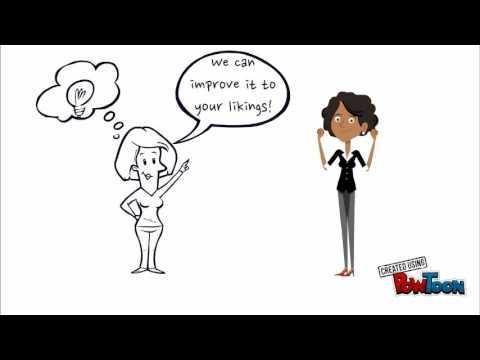 We can
improve it to
your likings!
CREATED USING
POWTOON